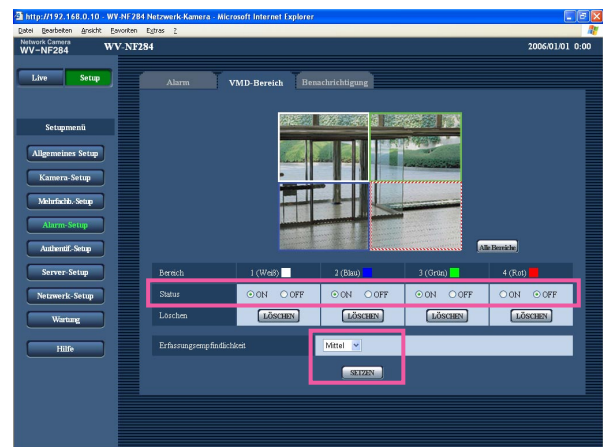 http://192.168.0.10 - WV-NF284 Netzwerk-Kamera - Microsoft Internet Explorer
Datei Bearbeiten Ansicht Favoriten Extras ?
Network Camera
WV-NF284 WV-NF284 2006/01/01 0:00
Live Setup
Alarm VMD-Bereich Benachrichtigung
Setupmenü
Allgemeines Setup
Kamera-Setup
Mehrfachb.-Setup
Alarm-Setup
Authentif.-Setup
Server-Setup
Netzwerk-Setup
Wartung
Hilfe
Alle Bereiche
Bereich 1 (Weiß) 2 (Blau) 3 (Grün) 4 (Rot)
Status ON OFF ON OFF ON OFF ON OFF
Löschen LÖSCHEN LÖSCHEN LÖSCHEN LÖSCHEN
Erfassungsempfindlichkeit Mittel
SETZEN